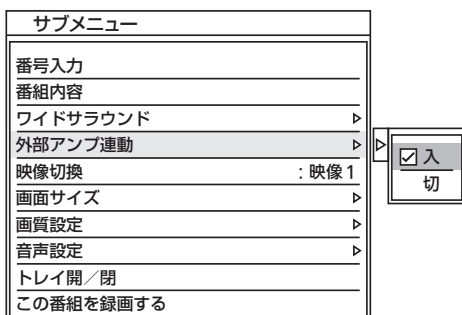 サブメニュー
番号入力
番組内容
ワイドサラウンド
外部アンプ連動
入
切
映像切換 : 映像1
画面サイズ
画質設定
音声設定
トレイ開／閉
この番組を録画する